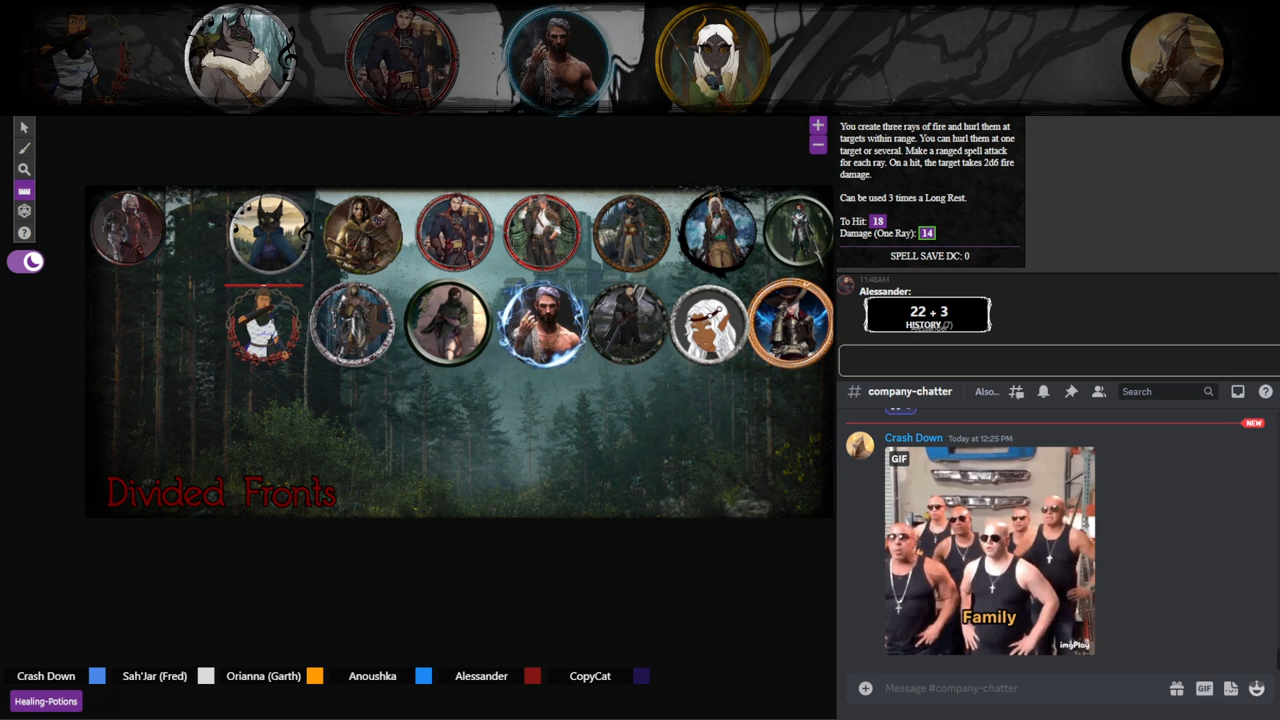 You create three rays of fire and hurl them at
targets within range. You can hurl them at one
target or several. Make a ranged spell attack
for each ray. On a hit, the target takes 2d6 fire
damage.
Can be used 3 times a Long Rest.
To Hit: 18
Damage (One Ray): 14
SPELL SAVE DC: 0
11:48AM
Alessander:
22 + 3
HISTORY (7)
company-chatter
Also...
Search
NEW
Crash Down Today at 12:25 PM
GIF
Family
imgPlay
Divided Fronts
Crash Down
Sah'Jar (Fred)
Orianna (Garth)
Anoushka
Alessander
CopyCat
Healing-Potions
Message #company-chatter
GIF